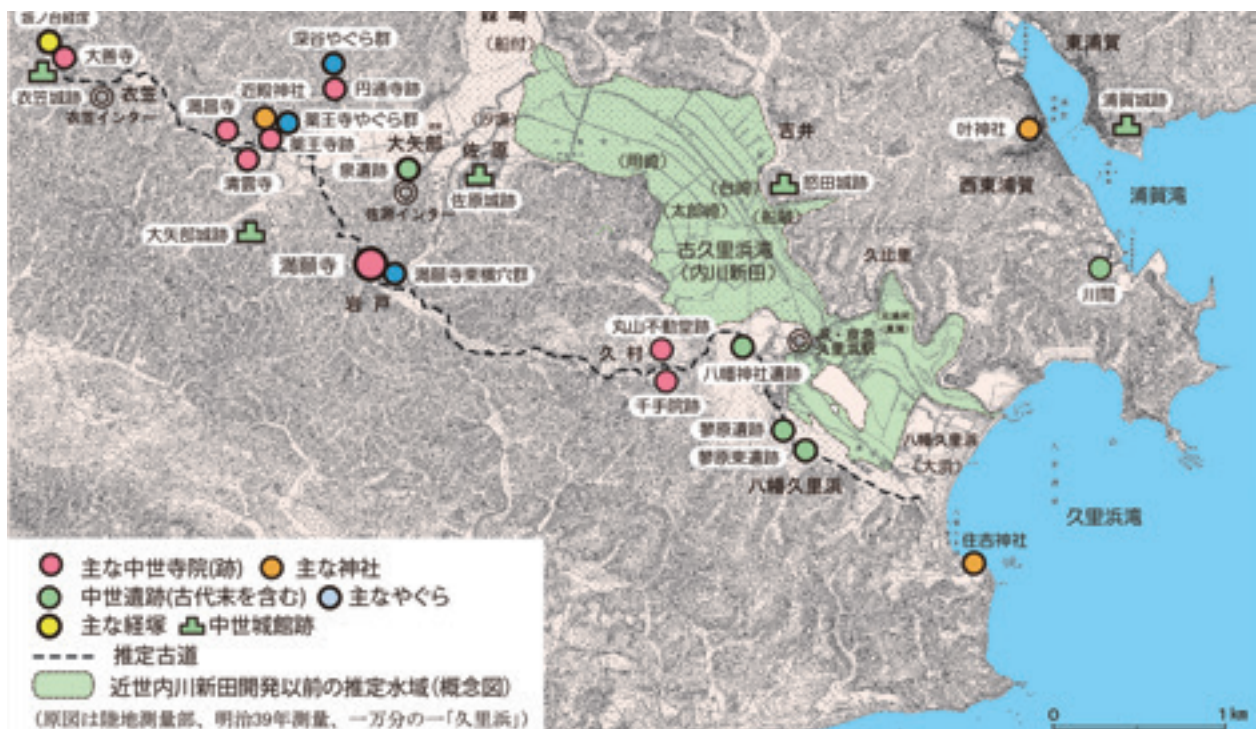 大善寺
衣笠城跡
衣笠
衣笠インター
深谷やぐら群
円通寺跡
近殿神社
満昌寺
薬王寺やぐら群
薬王寺跡
清雲寺
大矢部
泉遺跡
佐原
佐原インター
佐原城跡
大矢部城跡
満願寺
満願寺東横穴群
岩戸
(船付)
吉井
怒田城跡
古久里浜湾
(内川新田)
久里浜駅
丸山不動堂跡
久村
千手院跡
八幡神社遺跡
蓼原遺跡
蓼原東遺跡
八幡久里浜
八幡久里浜
東浦賀
浦賀城跡
叶神社
西東浦賀
浦賀湾
川間
久里浜湾
住吉神社
主な中世寺院(跡)
主な神社
中世遺跡(古代末を含む)
主なやぐら
主な経塚
中世城館跡
推定古道
近世内川新田開発以前の推定水域(概念図)
(原図は陸地測量部、明治39年測量、一万分の一「久里浜」)
0
1km